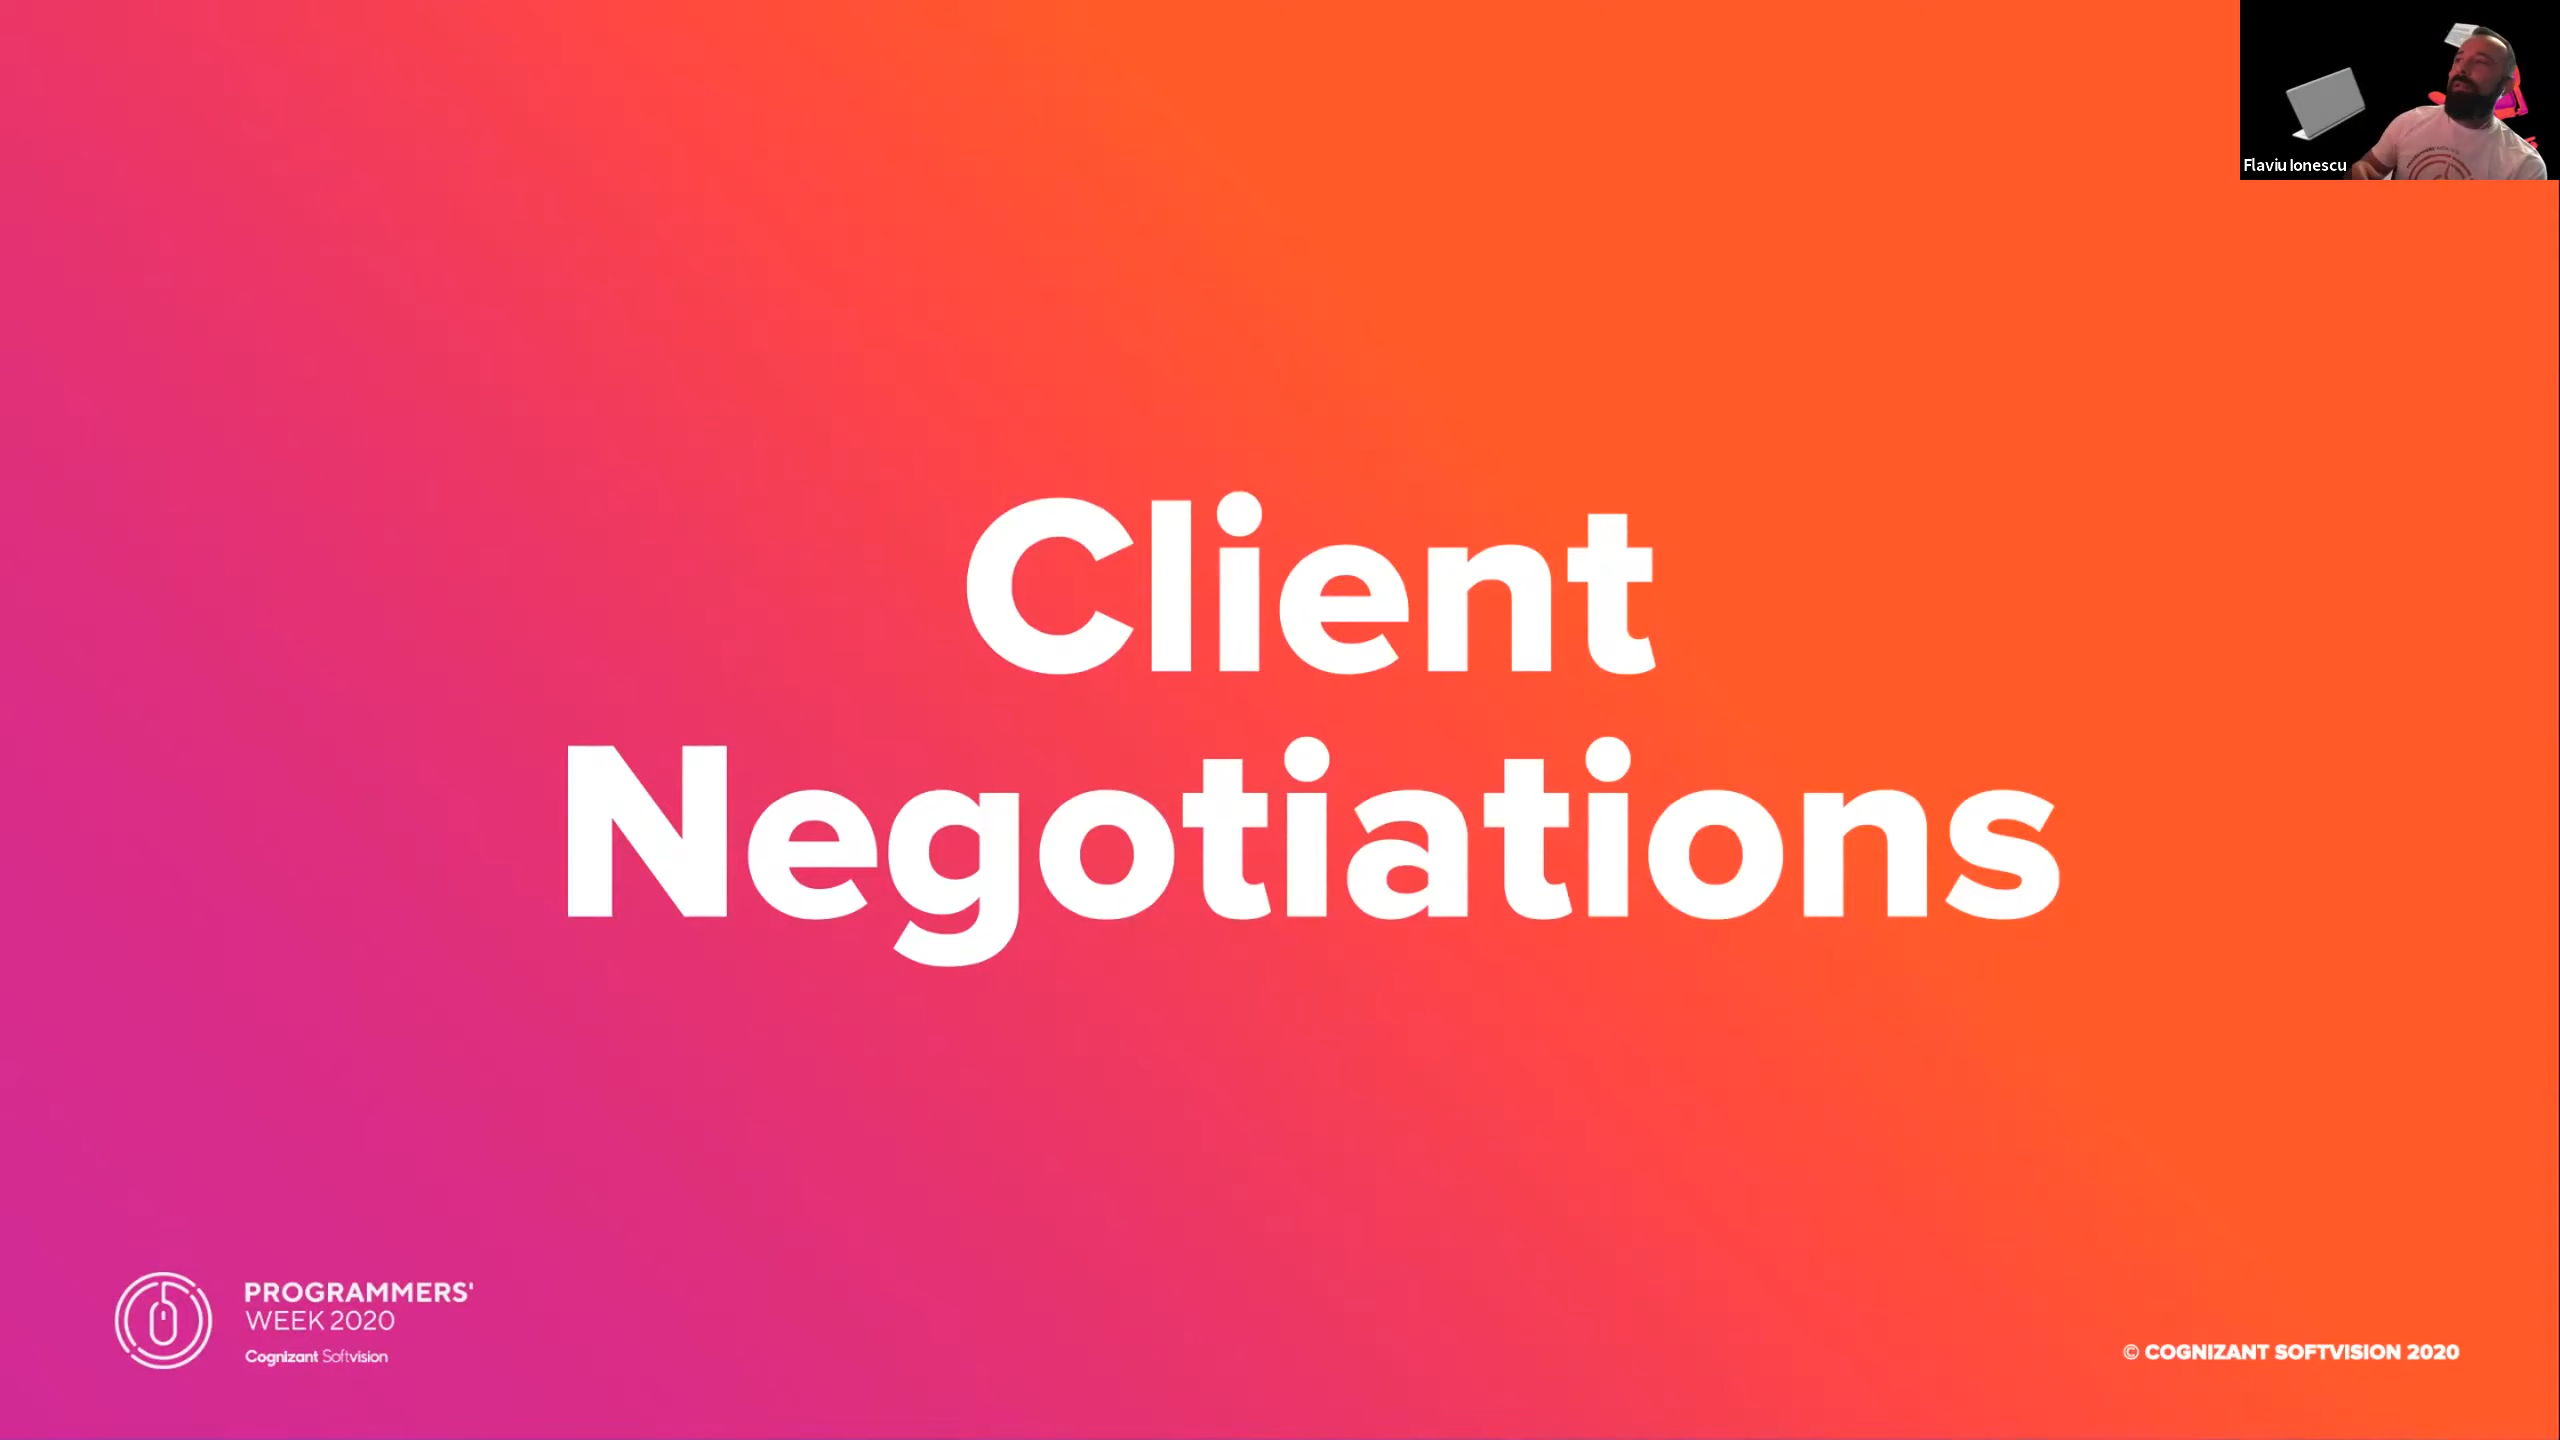 Flaviu Ionescu
Client
Negotiations
PROGRAMMERS'
WEEK 2020
Cognizant Softvision
© COGNIZANT SOFTVISION 2020